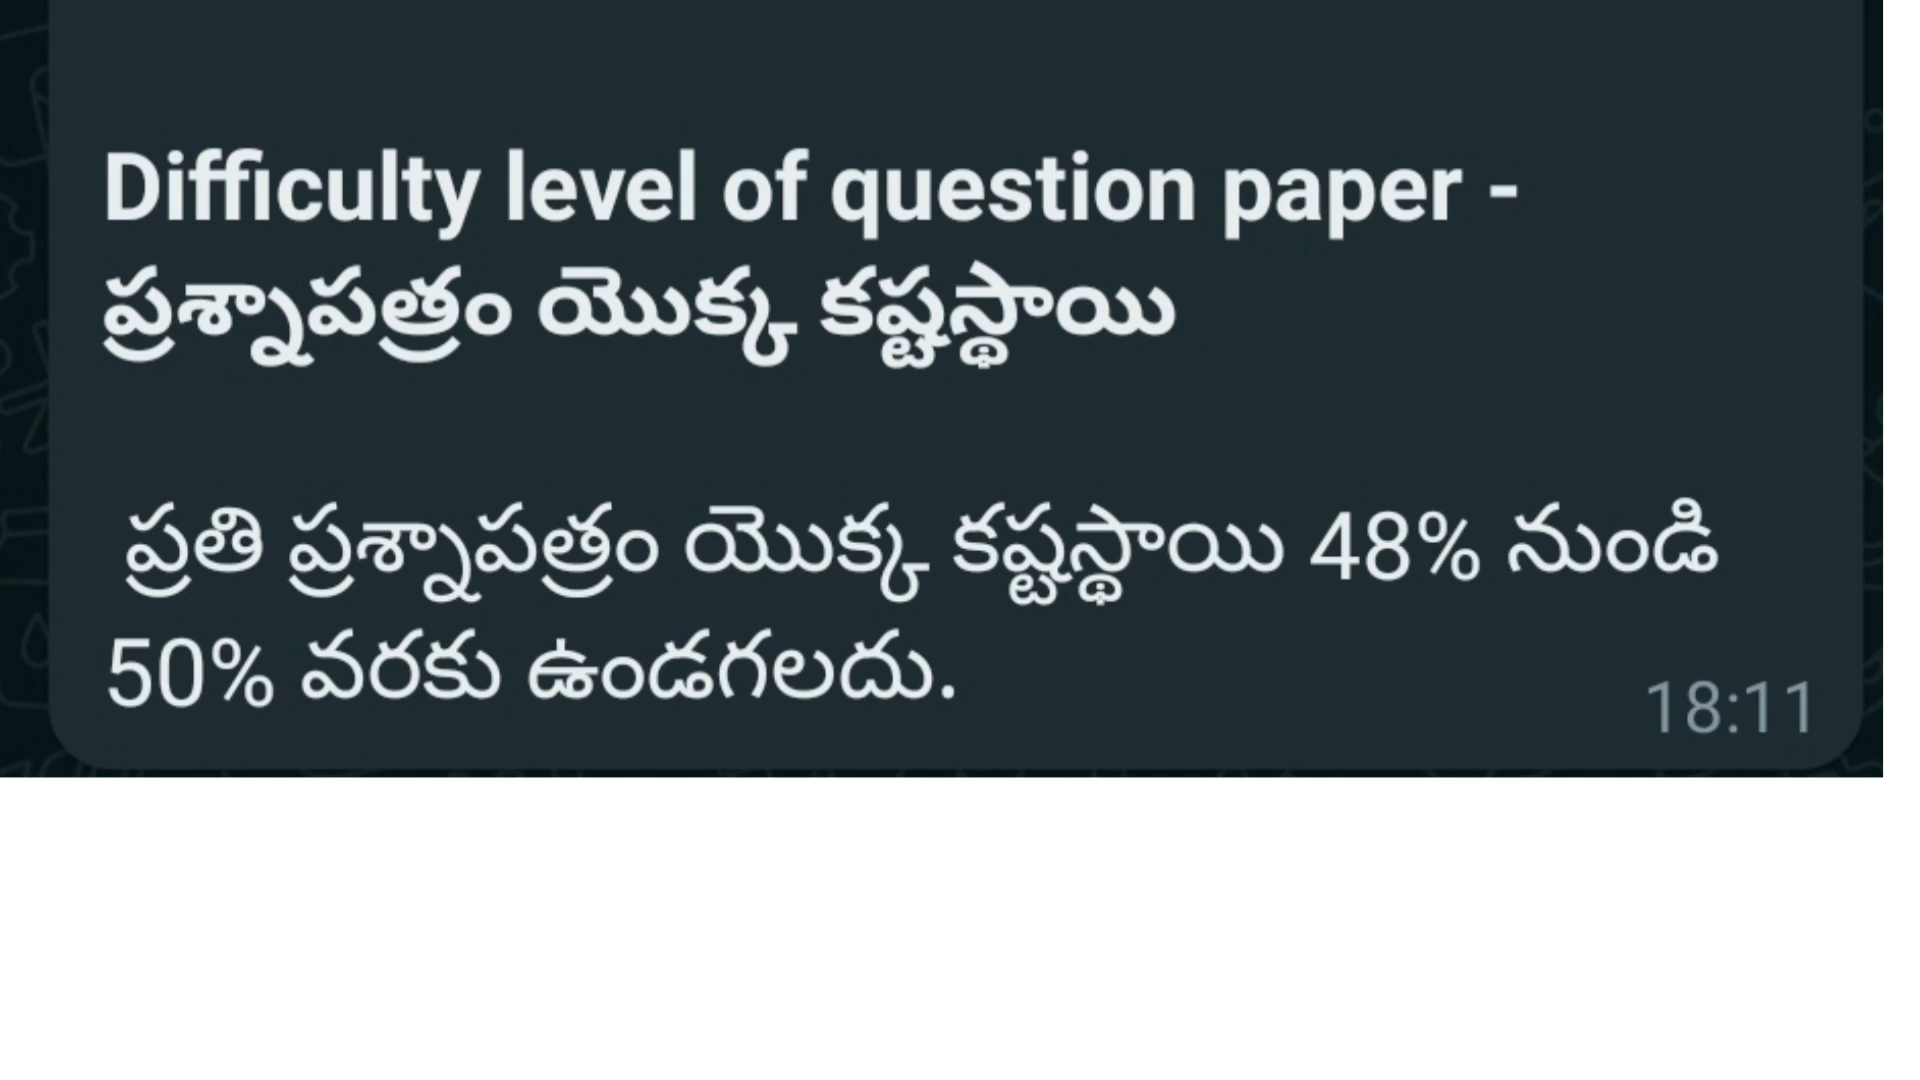 Difficulty level of question paper -
ప్రశ్నాపత్రం యొక్క కష్టస్థాయి
ప్రతి ప్రశ్నాపత్రం యొక్క కష్టస్థాయి 48% నుండి
50% వరకు ఉండగలదు.
18:11